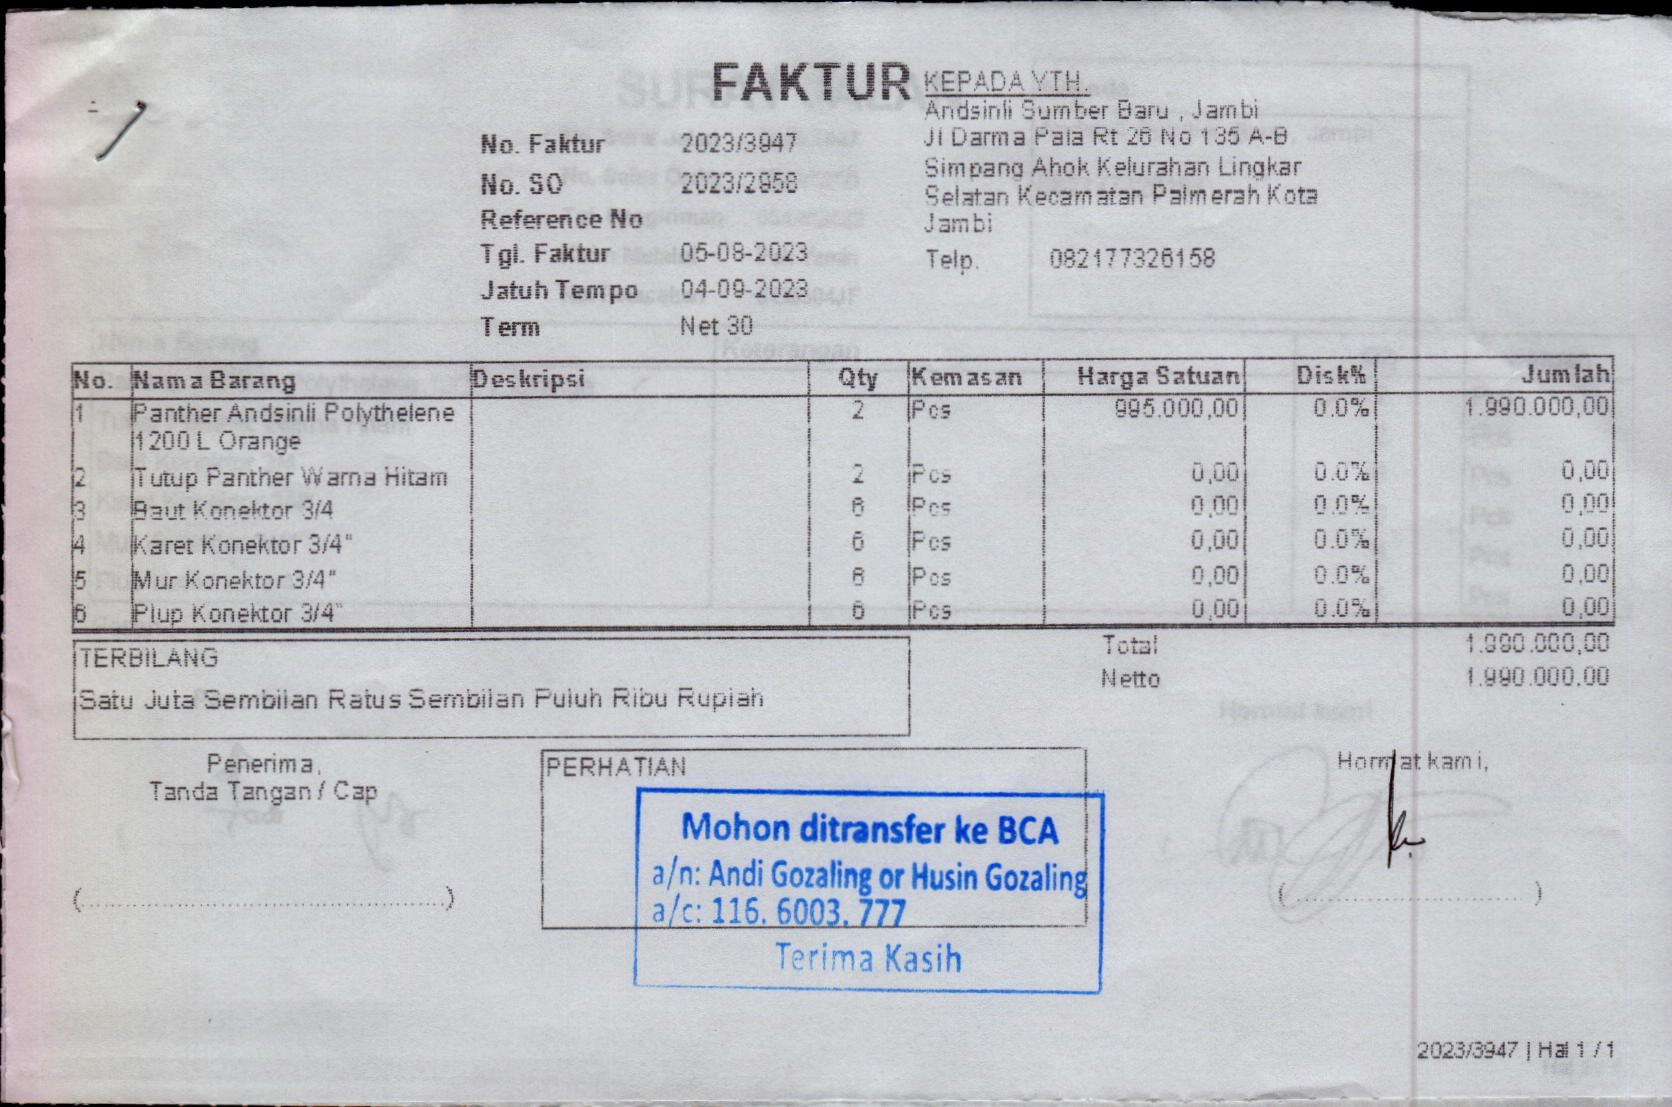 FAKTUR
No. Faktur 2023/3947
No. SO 2023/2958
Reference No
Tgl. Faktur 05-08-2023
Jatuh Tempo 04-09-2023
Term Net 30
KEPADA YTH.
Andsinli Sumber Baru , Jambi
Jl Darma Pala Rt 26 No 135 A-B
Simpang Ahok Kelurahan Lingkar
Selatan Kecamatan Palmerah Kota
Jambi
Telp. 082177326158
No. Nama Barang Deskripsi Qty Kemasan Harga Satuan Disk% Jumlah
1 Panther Andsinli Polythelene 2 Pcs 995.000,00 0.0% 1.990.000,00
1200 L Orange
2 Tutup Panther Warna Hitam 2 Pcs 0,00 0.0% 0,00
3 Baut Konektor 3/4 6 Pcs 0,00 0.0% 0,00
4 Karet Konektor 3/4" 6 Pcs 0,00 0.0% 0,00
5 Mur Konektor 3/4" 6 Pcs 0,00 0.0% 0,00
6 Plup Konektor 3/4" 6 Pcs 0,00 0.0% 0,00
Total 1.990.000,00
Netto 1.990.000,00
TERBILANG
Satu Juta Sembilan Ratus Sembilan Puluh Ribu Rupiah
Penerima,
Tanda Tangan / Cap
PERHATIAN
Mohon ditransfer ke BCA
a/n: Andi Gozaling or Husin Gozaling
a/c: 116. 6003. 777
Terima Kasih
Hormat kami,
2023/3947 | Hal 1 / 1